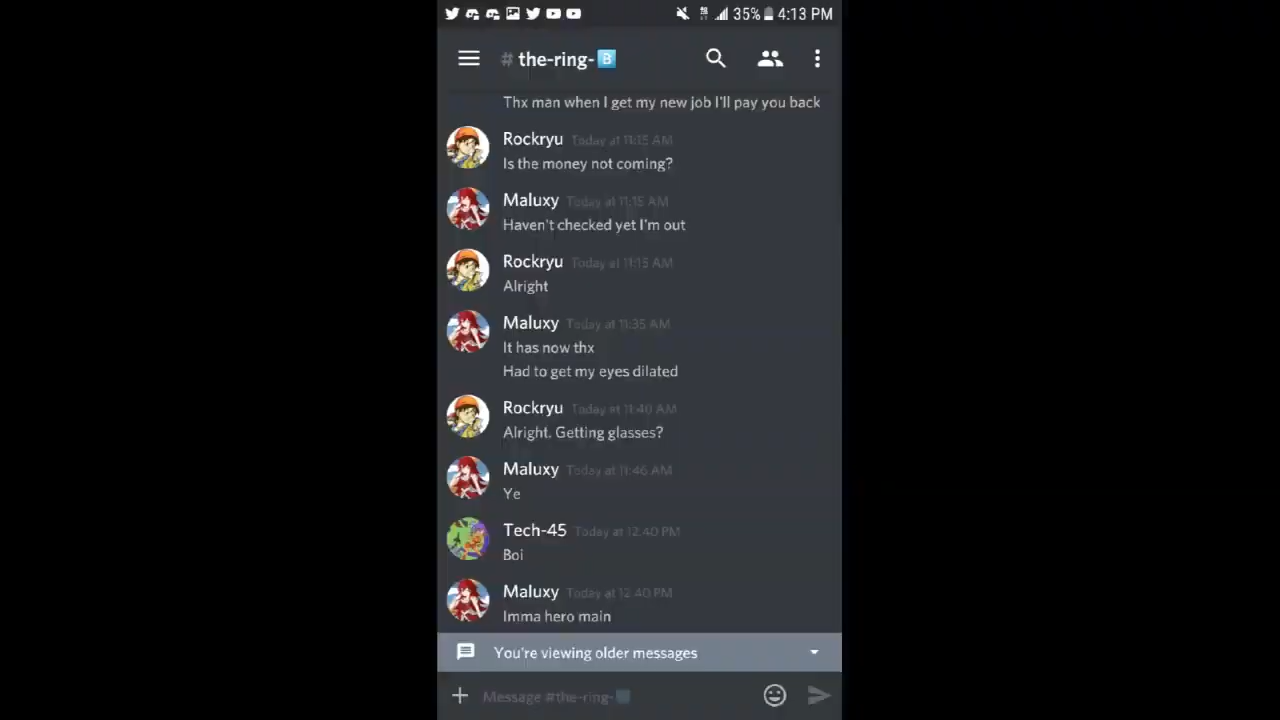 35% 4:13 PM
# the-ring-🅱
Thx man when I get my new job I'll pay you back
Rockryu Today at 11:15 AM
Is the money not coming?
Maluxy Today at 11:15 AM
Haven't checked yet I'm out
Rockryu Today at 11:15 AM
Alright
Maluxy Today at 11:35 AM
It has now thx
Had to get my eyes dilated
Rockryu Today at 11:40 AM
Alright. Getting glasses?
Maluxy Today at 11:46 AM
Ye
Tech-45 Today at 12:40 PM
Boi
Maluxy Today at 12:40 PM
Imma hero main
You're viewing older messages
Message #the-ring-